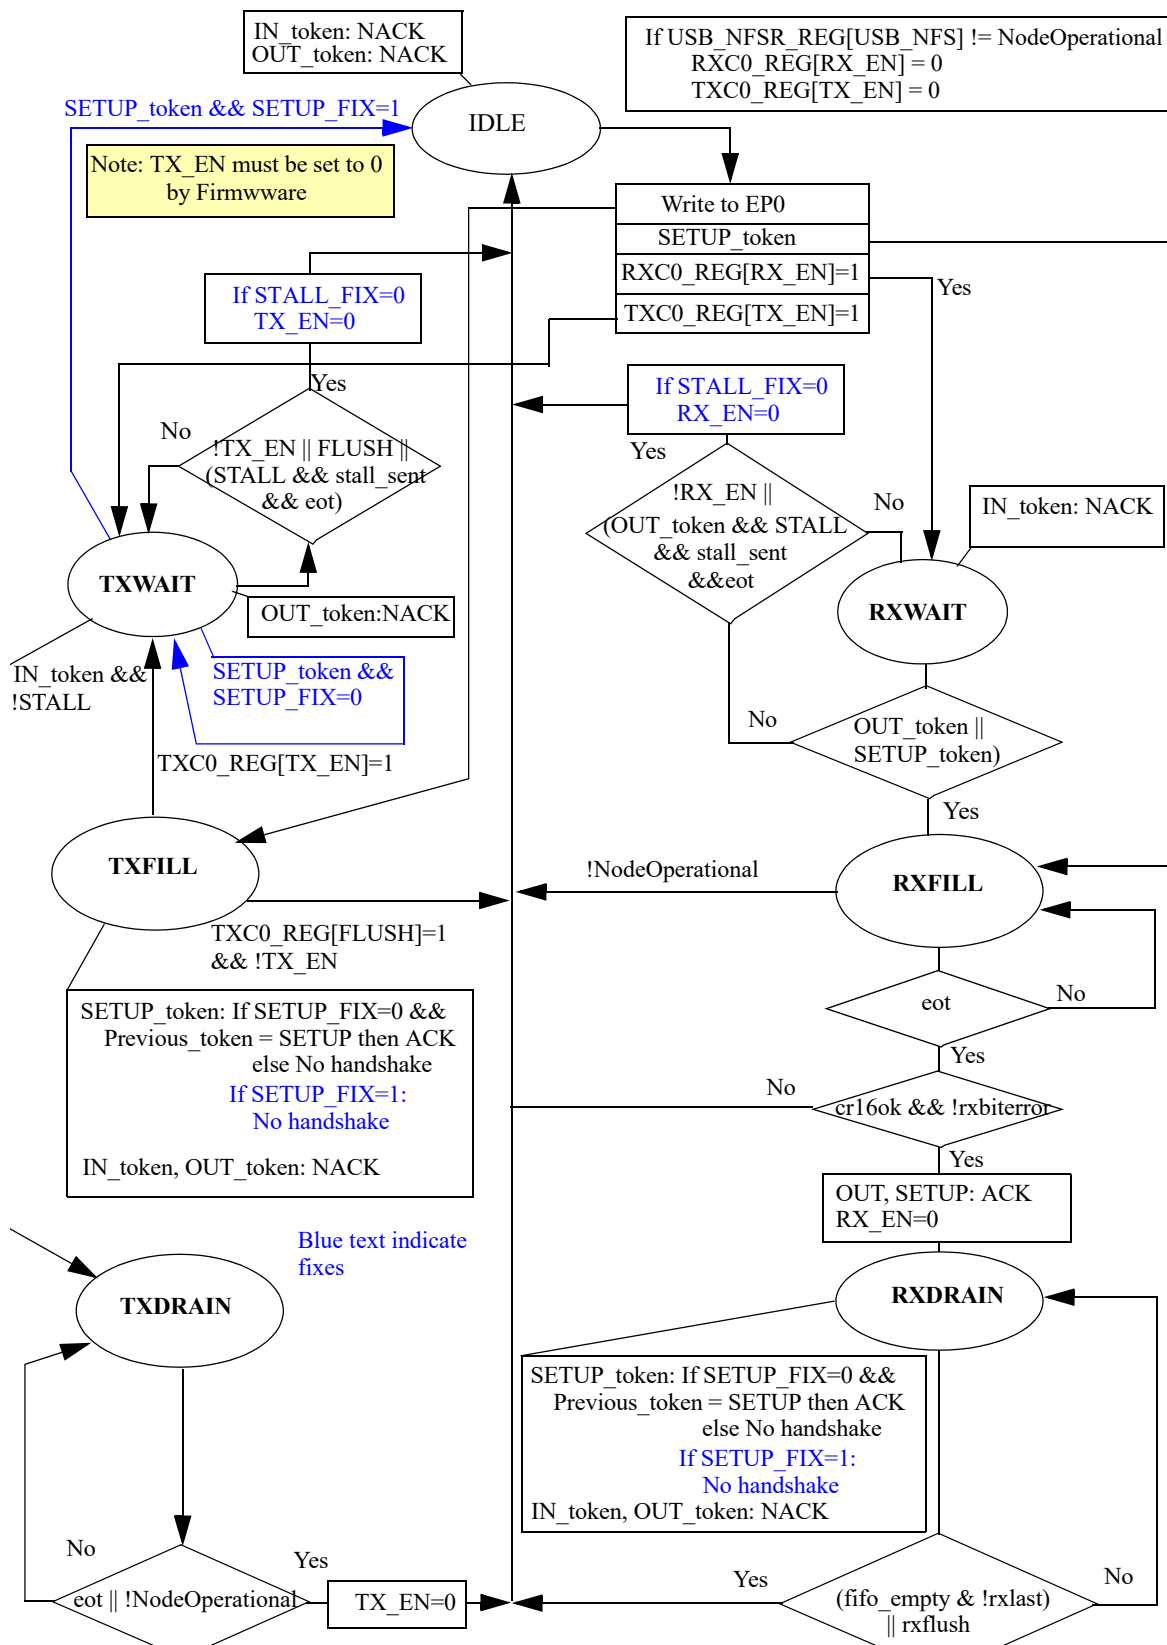 IN_token: NACK
OUT_token: NACK
If USB_NFSR_REG[USB_NFS] != NodeOperational
RXC0_REG[RX_EN] = 0
TXC0_REG[TX_EN] = 0
SETUP_token && SETUP_FIX=1
IDLE
Note: TX_EN must be set to 0
by Firmwware
Write to EP0
SETUP_token
RXC0_REG[RX_EN]=1
TXC0_REG[TX_EN]=1
Yes
If STALL_FIX=0
TX_EN=0
Yes
No
!TX_EN || FLUSH ||
(STALL && stall_sent
&& eot)
If STALL_FIX=0
RX_EN=0
Yes
!RX_EN ||
(OUT_token && STALL
&& stall_sent
&&eot
No
IN_token: NACK
TXWAIT
OUT_token:NACK
RXWAIT
IN_token &&
!STALL
SETUP_token &&
SETUP_FIX=0
No
OUT_token ||
SETUP_token)
TXC0_REG[TX_EN]=1
Yes
TXFILL
!NodeOperational
RXFILL
TXC0_REG[FLUSH]=1
&& !TX_EN
eot
No
SETUP_token: If SETUP_FIX=0 &&
Previous_token = SETUP then ACK
else No handshake
If SETUP_FIX=1:
No handshake
IN_token, OUT_token: NACK
Yes
No
cr16ok && !rxbiterror
Yes
OUT, SETUP: ACK
RX_EN=0
Blue text indicate
fixes
TXDRAIN
RXDRAIN
SETUP_token: If SETUP_FIX=0 &&
Previous_token = SETUP then ACK
else No handshake
If SETUP_FIX=1:
No handshake
IN_token, OUT_token: NACK
No
eot || !NodeOperational
Yes
TX_EN=0
Yes
(fifo_empty & !rxlast)
|| rxflush
No